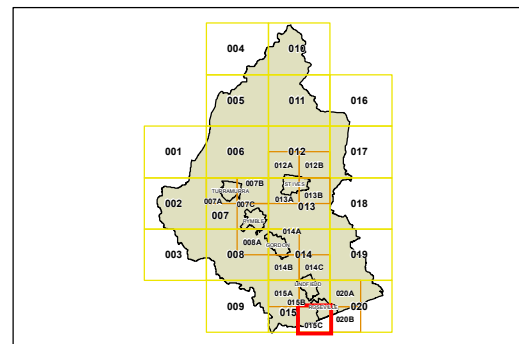 004 010
005 011 016
001 006 012 017
012A 012B
007B
TURRAMURRA ST IVES
002 007A 007C 013A 013B 018
007 013
PYMBLE
008A 014A
GORDON
003 008 014 019
014B 014C
LINDFIELD
015A 020A
009 015B ROSEVILLE 020
015 020B
015C